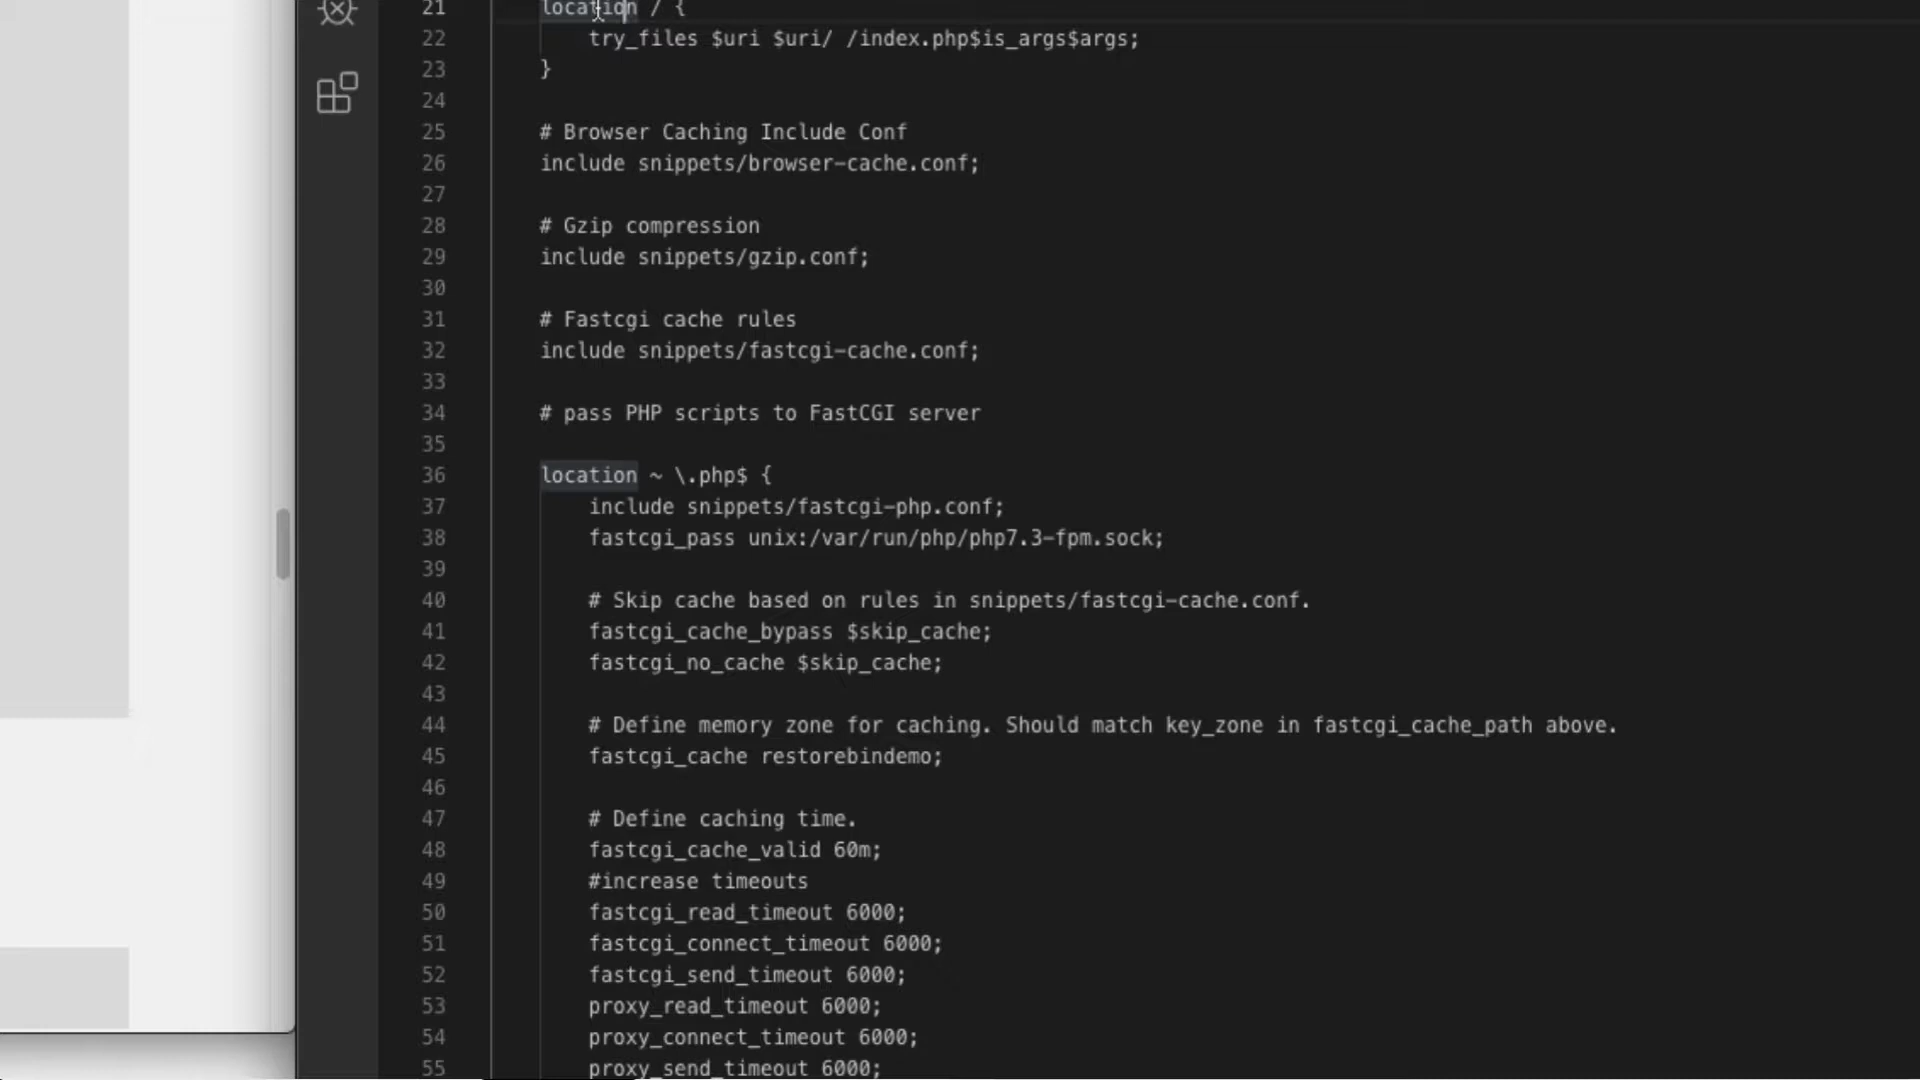 21 location / {
22 try_files $uri $uri/ /index.php$is_args$args;
23 }
24
25 # Browser Caching Include Conf
26 include snippets/browser-cache.conf;
27
28 # Gzip compression
29 include snippets/gzip.conf;
30
31 # Fastcgi cache rules
32 include snippets/fastcgi-cache.conf;
33
34 # pass PHP scripts to FastCGI server
35
36 location ~ \.php$ {
37 include snippets/fastcgi-php.conf;
38 fastcgi_pass unix:/var/run/php/php7.3-fpm.sock;
39
40 # Skip cache based on rules in snippets/fastcgi-cache.conf.
41 fastcgi_cache_bypass $skip_cache;
42 fastcgi_no_cache $skip_cache;
43
44 # Define memory zone for caching. Should match key_zone in fastcgi_cache_path above.
45 fastcgi_cache restorebindemo;
46
47 # Define caching time.
48 fastcgi_cache_valid 60m;
49 #increase timeouts
50 fastcgi_read_timeout 6000;
51 fastcgi_connect_timeout 6000;
52 fastcgi_send_timeout 6000;
53 proxy_read_timeout 6000;
54 proxy_connect_timeout 6000;
55 proxy_send_timeout 6000;